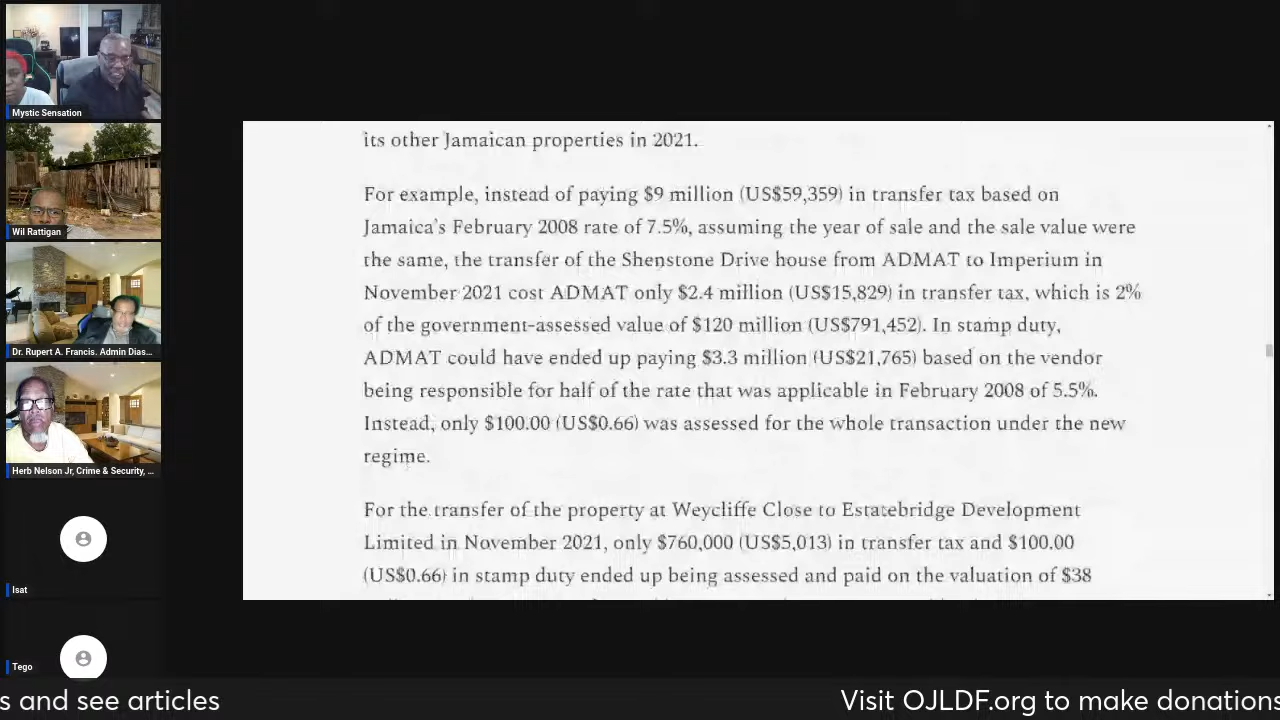 Mystic Sensation
Wil Rattigan
Dr. Rupert A. Francis. Admin Dias...
Herb Nelson Jr, Crime & Security, ...
Isat
Tego
its other Jamaican properties in 2021.
For example, instead of paying $9 million (US$59,359) in transfer tax based on
Jamaica's February 2008 rate of 7.5%, assuming the year of sale and the sale value were
the same, the transfer of the Shenstone Drive house from ADMAT to Imperium in
November 2021 cost ADMAT only $2.4 million (US$15,829) in transfer tax, which is 2%
of the government-assessed value of $120 million (US$791,452). In stamp duty,
ADMAT could have ended up paying $3.3 million (US$21,765) based on the vendor
being responsible for half of the rate that was applicable in February 2008 of 5.5%.
Instead, only $100.00 (US$0.66) was assessed for the whole transaction under the new
regime.
For the transfer of the property at Weycliffe Close to Estatebridge Development
Limited in November 2021, only $760,000 (US$5,013) in transfer tax and $100.00
(US$0.66) in stamp duty ended up being assessed and paid on the valuation of $38
s and see articles
Visit OJLDF.org to make donations